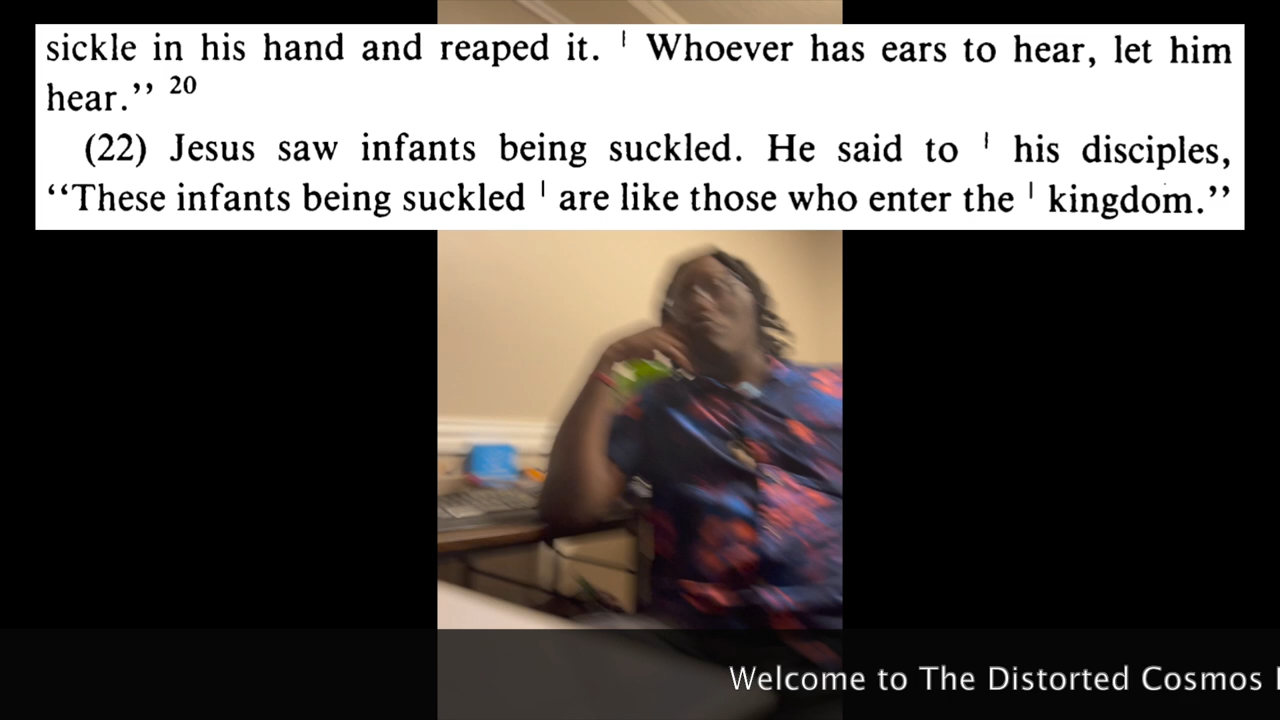 sickle in his hand and reaped it. ꞌ Whoever has ears to hear, let him
hear.’’ 20
(22) Jesus saw infants being suckled. He said to ꞌ his disciples,
‘‘These infants being suckled ꞌ are like those who enter the ꞌ kingdom.’’
Welcome to The Distorted Cosmos